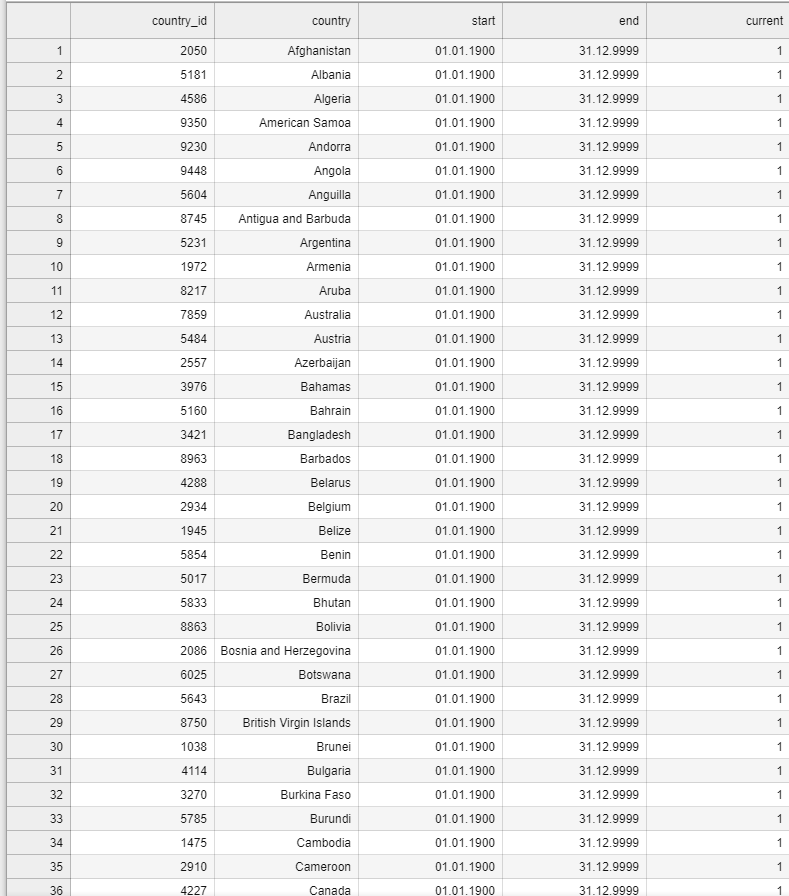 country_id country start end current
1 2050 Afghanistan 01.01.1900 31.12.9999 1
2 5181 Albania 01.01.1900 31.12.9999 1
3 4586 Algeria 01.01.1900 31.12.9999 1
4 9350 American Samoa 01.01.1900 31.12.9999 1
5 9230 Andorra 01.01.1900 31.12.9999 1
6 9448 Angola 01.01.1900 31.12.9999 1
7 5604 Anguilla 01.01.1900 31.12.9999 1
8 8745 Antigua and Barbuda 01.01.1900 31.12.9999 1
9 5231 Argentina 01.01.1900 31.12.9999 1
10 1972 Armenia 01.01.1900 31.12.9999 1
11 8217 Aruba 01.01.1900 31.12.9999 1
12 7859 Australia 01.01.1900 31.12.9999 1
13 5484 Austria 01.01.1900 31.12.9999 1
14 2557 Azerbaijan 01.01.1900 31.12.9999 1
15 3976 Bahamas 01.01.1900 31.12.9999 1
16 5160 Bahrain 01.01.1900 31.12.9999 1
17 3421 Bangladesh 01.01.1900 31.12.9999 1
18 8963 Barbados 01.01.1900 31.12.9999 1
19 4288 Belarus 01.01.1900 31.12.9999 1
20 2934 Belgium 01.01.1900 31.12.9999 1
21 1945 Belize 01.01.1900 31.12.9999 1
22 5854 Benin 01.01.1900 31.12.9999 1
23 5017 Bermuda 01.01.1900 31.12.9999 1
24 5833 Bhutan 01.01.1900 31.12.9999 1
25 8863 Bolivia 01.01.1900 31.12.9999 1
26 2086 Bosnia and Herzegovina 01.01.1900 31.12.9999 1
27 6025 Botswana 01.01.1900 31.12.9999 1
28 5643 Brazil 01.01.1900 31.12.9999 1
29 8750 British Virgin Islands 01.01.1900 31.12.9999 1
30 1038 Brunei 01.01.1900 31.12.9999 1
31 4114 Bulgaria 01.01.1900 31.12.9999 1
32 3270 Burkina Faso 01.01.1900 31.12.9999 1
33 5785 Burundi 01.01.1900 31.12.9999 1
34 1475 Cambodia 01.01.1900 31.12.9999 1
35 2910 Cameroon 01.01.1900 31.12.9999 1
36 4227 Canada 01.01.1900 31.12.9999 1